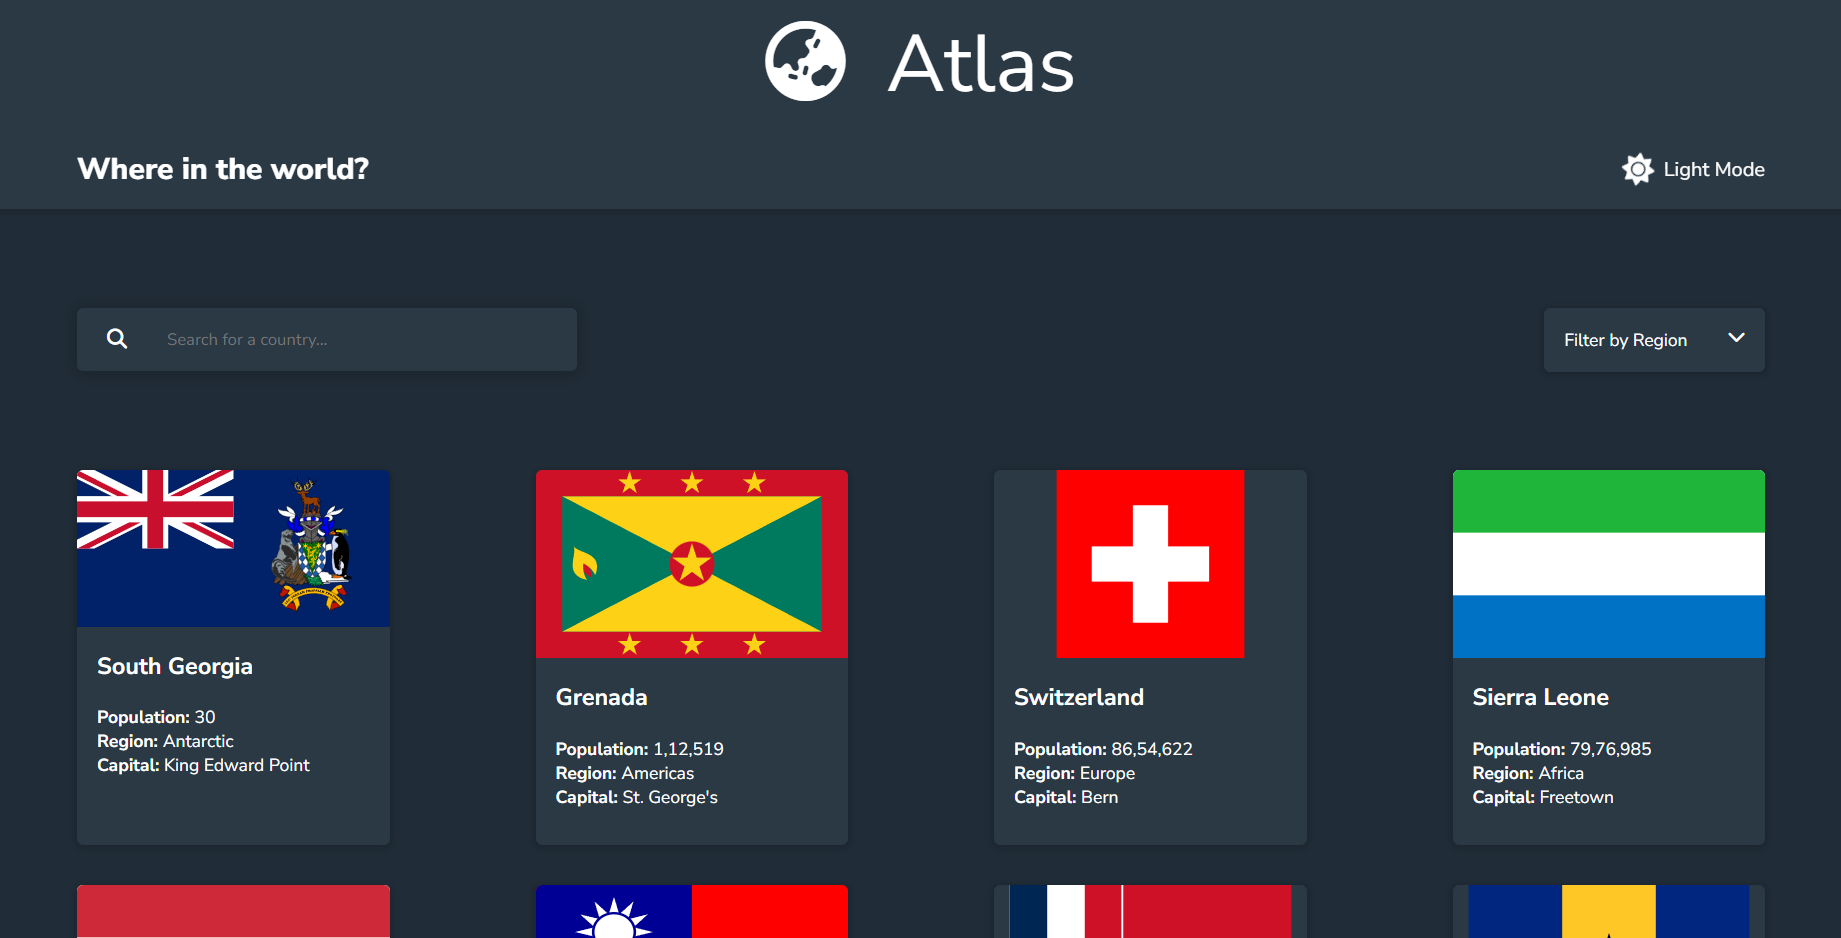 Atlas
Where in the world?
Light Mode
Search for a country...
Filter by Region
South Georgia
Population: 30
Region: Antarctic
Capital: King Edward Point
Grenada
Population: 1,12,519
Region: Americas
Capital: St. George's
Switzerland
Population: 86,54,622
Region: Europe
Capital: Bern
Sierra Leone
Population: 79,76,985
Region: Africa
Capital: Freetown